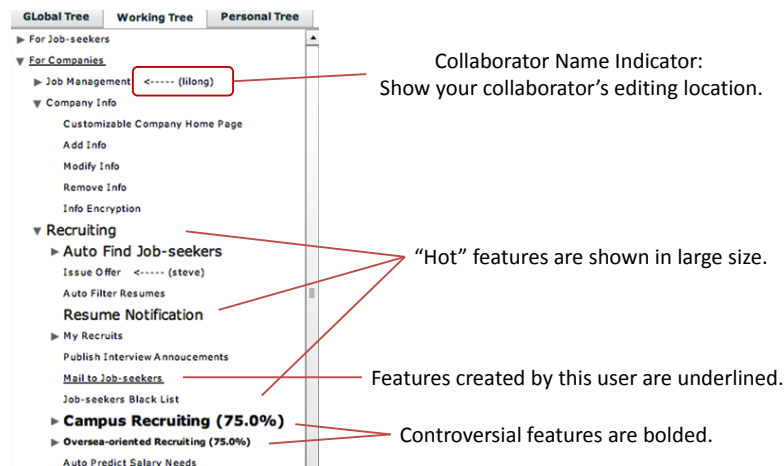 GLobal Tree Working Tree Personal Tree
For Job-seekers
For Companies
Job Management <----- (lilong)
Collaborator Name Indicator:
Show your collaborator's editing location.
Company Info
Customizable Company Home Page
Add Info
Modify Info
Remove Info
Info Encryption
Recruiting
Auto Find Job-seekers
"Hot" features are shown in large size.
Issue Offer <----- (steve)
Auto Filter Resumes
Resume Notification
My Recruits
Publish Interview Annoucements
Mail to Job-seekers
Features created by this user are underlined.
Job-seekers Black List
Campus Recruiting (75.0%)
Controversial features are bolded.
Oversea-oriented Recruiting (75.0%)
Auto Predict Salary Needs